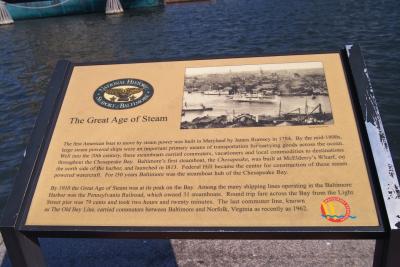 NATIONAL HISTORIC
SEAPORT of BALTIMORE
The Great Age of Steam
The first American boat to move by steam power was built in Maryland by James Rumsey in 1784. By the mid-1800s,
large steam powered ships were an important primary means of transportation for carrying goods across the ocean.
Well into the 20th century, these steamboats carried commuters, vacationers and local commodities to destinations
throughout the Chesapeake Bay. Baltimore's first steamboat, the Chesapeake, was built at McElderry's Wharf, on
the north side of the harbor, and launched in 1813. Federal Hill became the center for construction of these steam
powered watercraft. For 150 years Baltimore was the steamboat hub of the Chesapeake Bay.
By 1910 the Great Age of Steam was at its peak on the Bay. Among the many shipping lines operating in the Baltimore
Harbor was the Pennsylvania Railroad, which owned 51 steamboats. Round trip fare across the Bay from the Light
Street pier was 79 cents and took two hours and twenty minutes. The last commuter line, known
as The Old Bay Line, carried commuters between Baltimore and Norfolk, Virginia as recently as 1962.